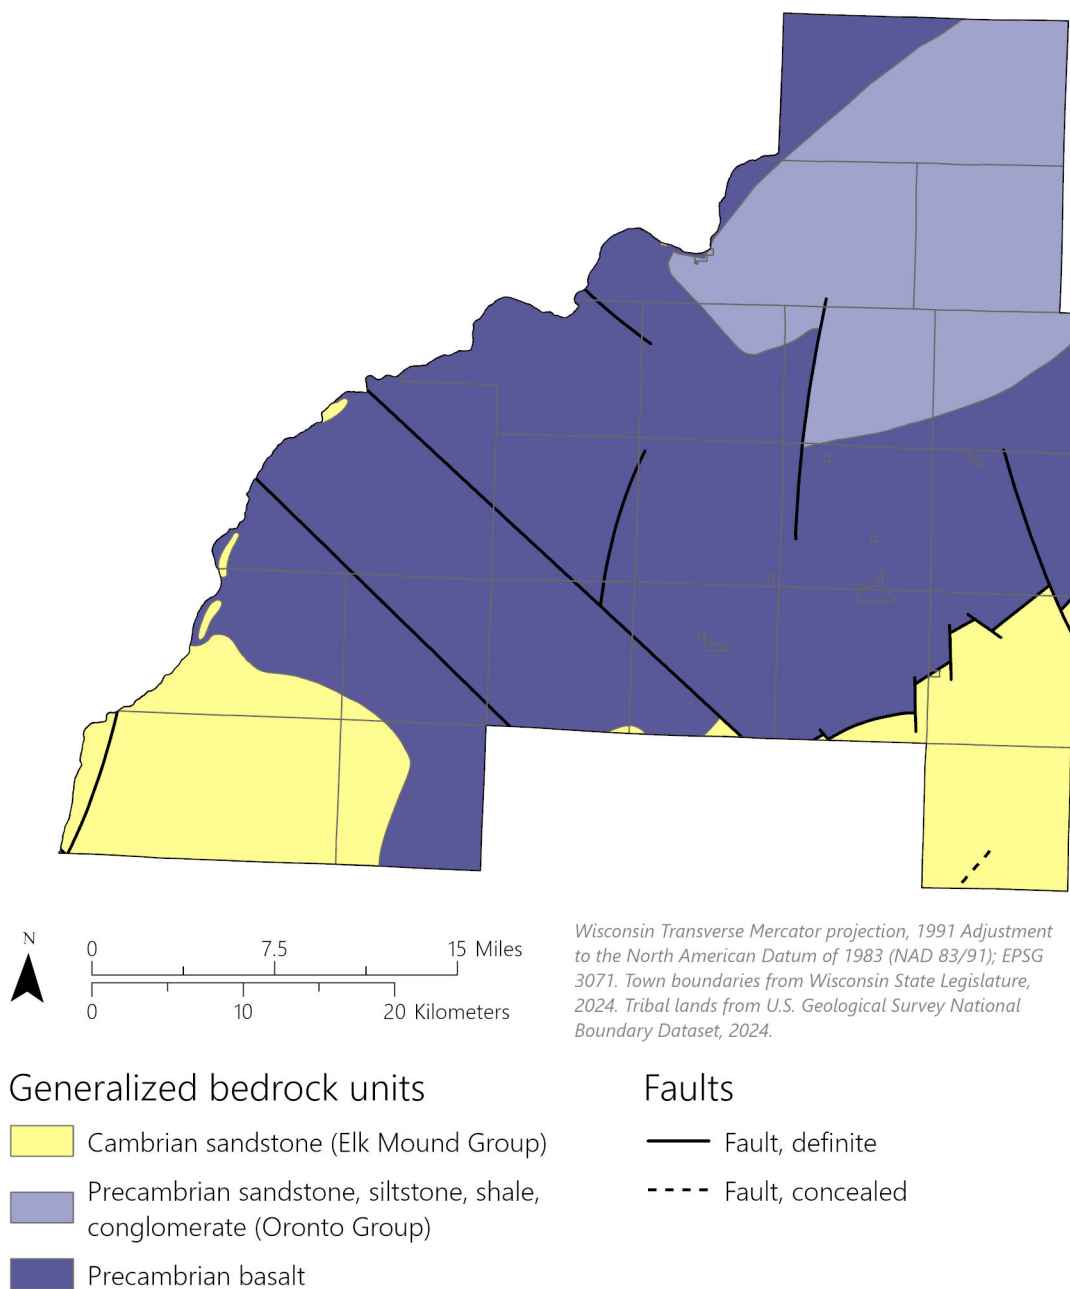 N
0 7.5 15 Miles
0 10 20 Kilometers
Wisconsin Transverse Mercator projection, 1991 Adjustment
to the North American Datum of 1983 (NAD 83/91); EPSG
3071. Town boundaries from Wisconsin State Legislature,
2024. Tribal lands from U.S. Geological Survey National
Boundary Dataset, 2024.
Generalized bedrock units
Cambrian sandstone (Elk Mound Group)
Precambrian sandstone, siltstone, shale,
conglomerate (Oronto Group)
Precambrian basalt
Faults
Fault, definite
Fault, concealed